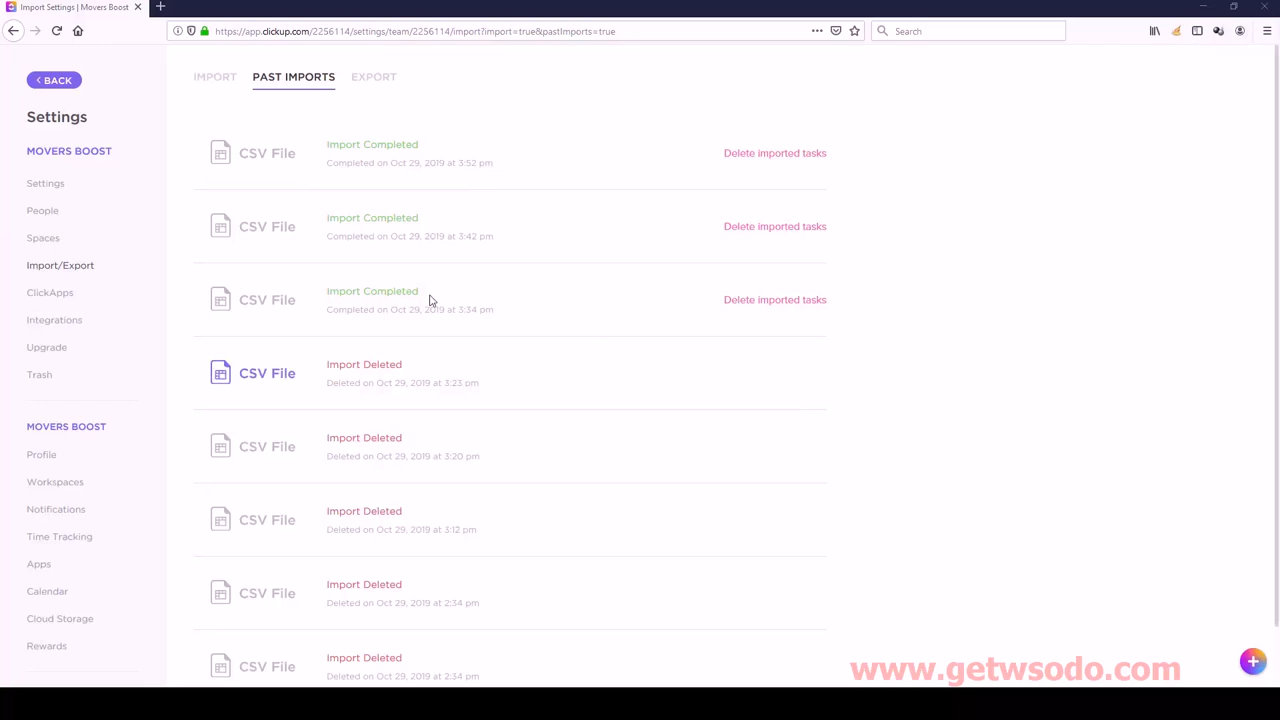 Import Settings | Movers Boost
https://app.clickup.com/2256114/settings/team/2256114/import?import=true&pastImports=true
Search
BACK
IMPORT
PAST IMPORTS
EXPORT
Settings
MOVERS BOOST
Settings
People
Spaces
Import/Export
ClickApps
Integrations
Upgrade
Trash
MOVERS BOOST
Profile
Workspaces
Notifications
Time Tracking
Apps
Calendar
Cloud Storage
Rewards
CSV File
Import Completed
Completed on Oct 29, 2019 at 3:52 pm
Delete imported tasks
CSV File
Import Completed
Completed on Oct 29, 2019 at 3:42 pm
Delete imported tasks
CSV File
Import Completed
Completed on Oct 29, 2019 at 3:34 pm
Delete imported tasks
CSV File
Import Deleted
Deleted on Oct 29, 2019 at 3:23 pm
CSV File
Import Deleted
Deleted on Oct 29, 2019 at 3:20 pm
CSV File
Import Deleted
Deleted on Oct 29, 2019 at 3:12 pm
CSV File
Import Deleted
Deleted on Oct 29, 2019 at 2:34 pm
CSV File
Import Deleted
Deleted on Oct 29, 2019 at 2:34 pm
www.getwsodo.com